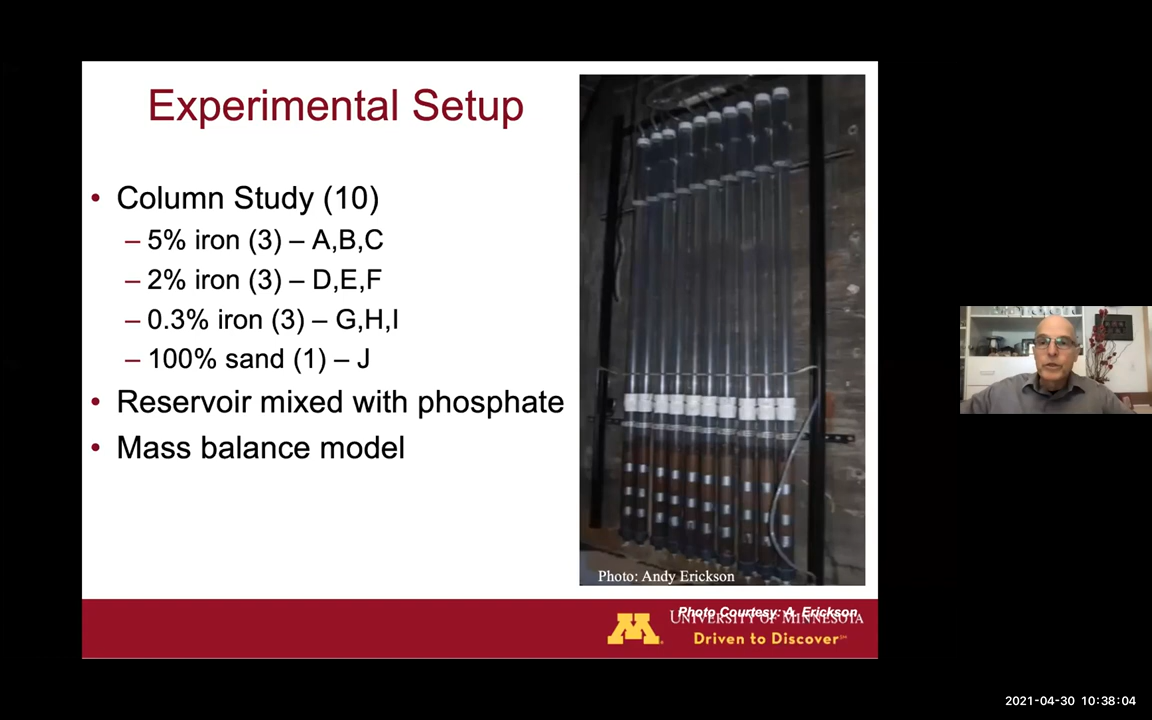 Experimental Setup
• Column Study (10)
– 5% iron (3) – A,B,C
– 2% iron (3) – D,E,F
– 0.3% iron (3) – G,H,I
– 100% sand (1) – J
• Reservoir mixed with phosphate
• Mass balance model
Photo: Andy Erickson
Photo Courtesy: A. Erickson
UNIVERSITY OF MINNESOTA
Driven to Discover℠
2021-04-30 10:38:04